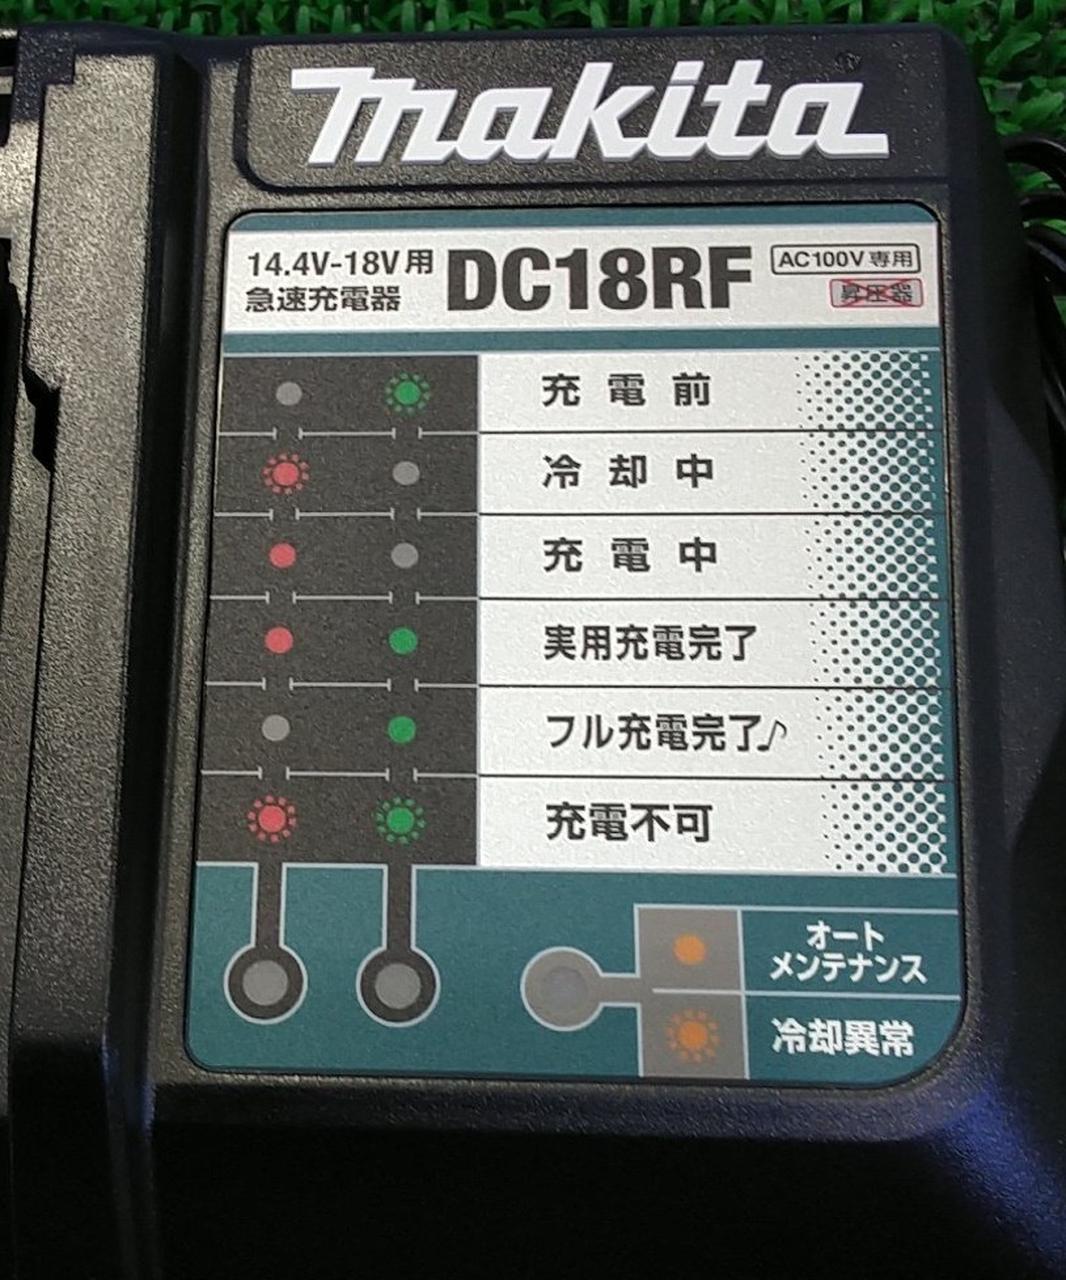 makita
14.4V-18V用
急速充電器
DC18RF
AC100V専用
昇圧器
充電前
冷却中
充電中
実用充電完了
フル充電完了♪
充電不可
オート
メンテナンス
冷却異常